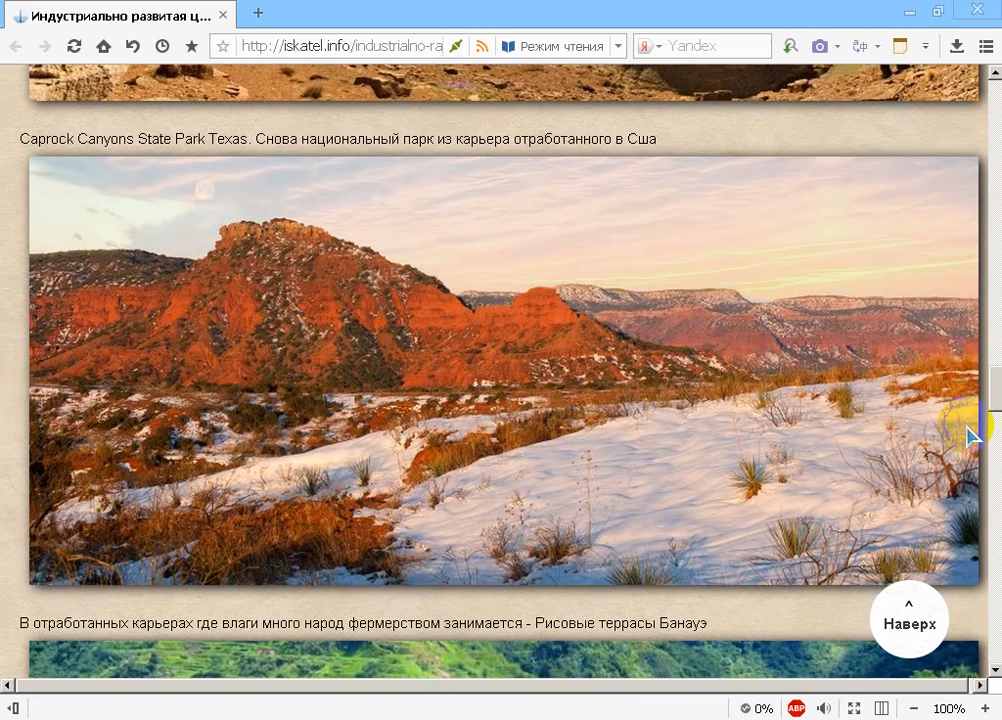 Индустриально развитая ц...
http://iskatel.info/industrialno-ra
Режим чтения
Я
Yandex
Caprock Canyons State Park Texas. Снова национальный парк из карьера отработанного в Сша
^
Наверх
В отработанных карьерах где влаги много народ фермерством занимается - Рисовые террасы Банауэ
0%
ABP
100%